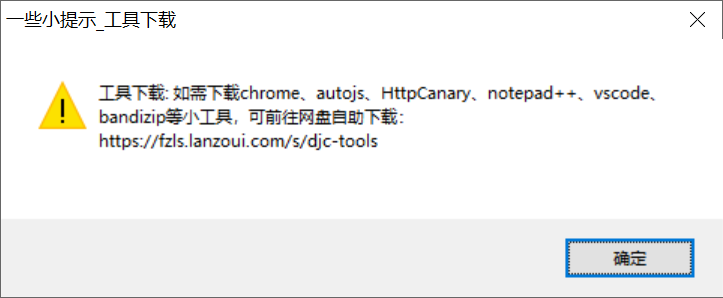 一些小提示_工具下载
工具下载: 如需下载chrome、autojs、HttpCanary、notepad++、vscode、
bandizip等小工具，可前往网盘自助下载：
https://fzls.lanzoui.com/s/djc-tools
确定